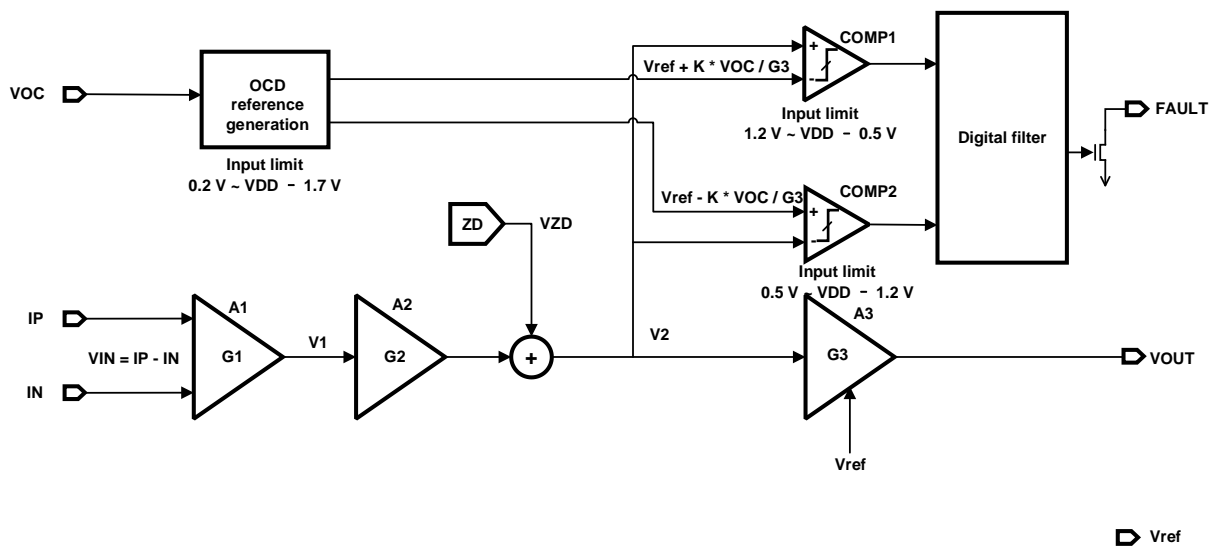 COMP1
+
-
Vref + K * VOC / G3
VOC
OCD
reference
generation
Input limit
0.2 V ~ VDD － 1.7 V
Input limit
1.2 V ~ VDD － 0.5 V
Digital filter
FAULT
COMP2
Vref - K * VOC / G3
+
-
ZD
VZD
Input limit
0.5 V ~ VDD － 1.2 V
IP
A1
A2
A3
VIN = IP - IN
G1
V1
G2
+
V2
G3
VOUT
IN
Vref
Vref